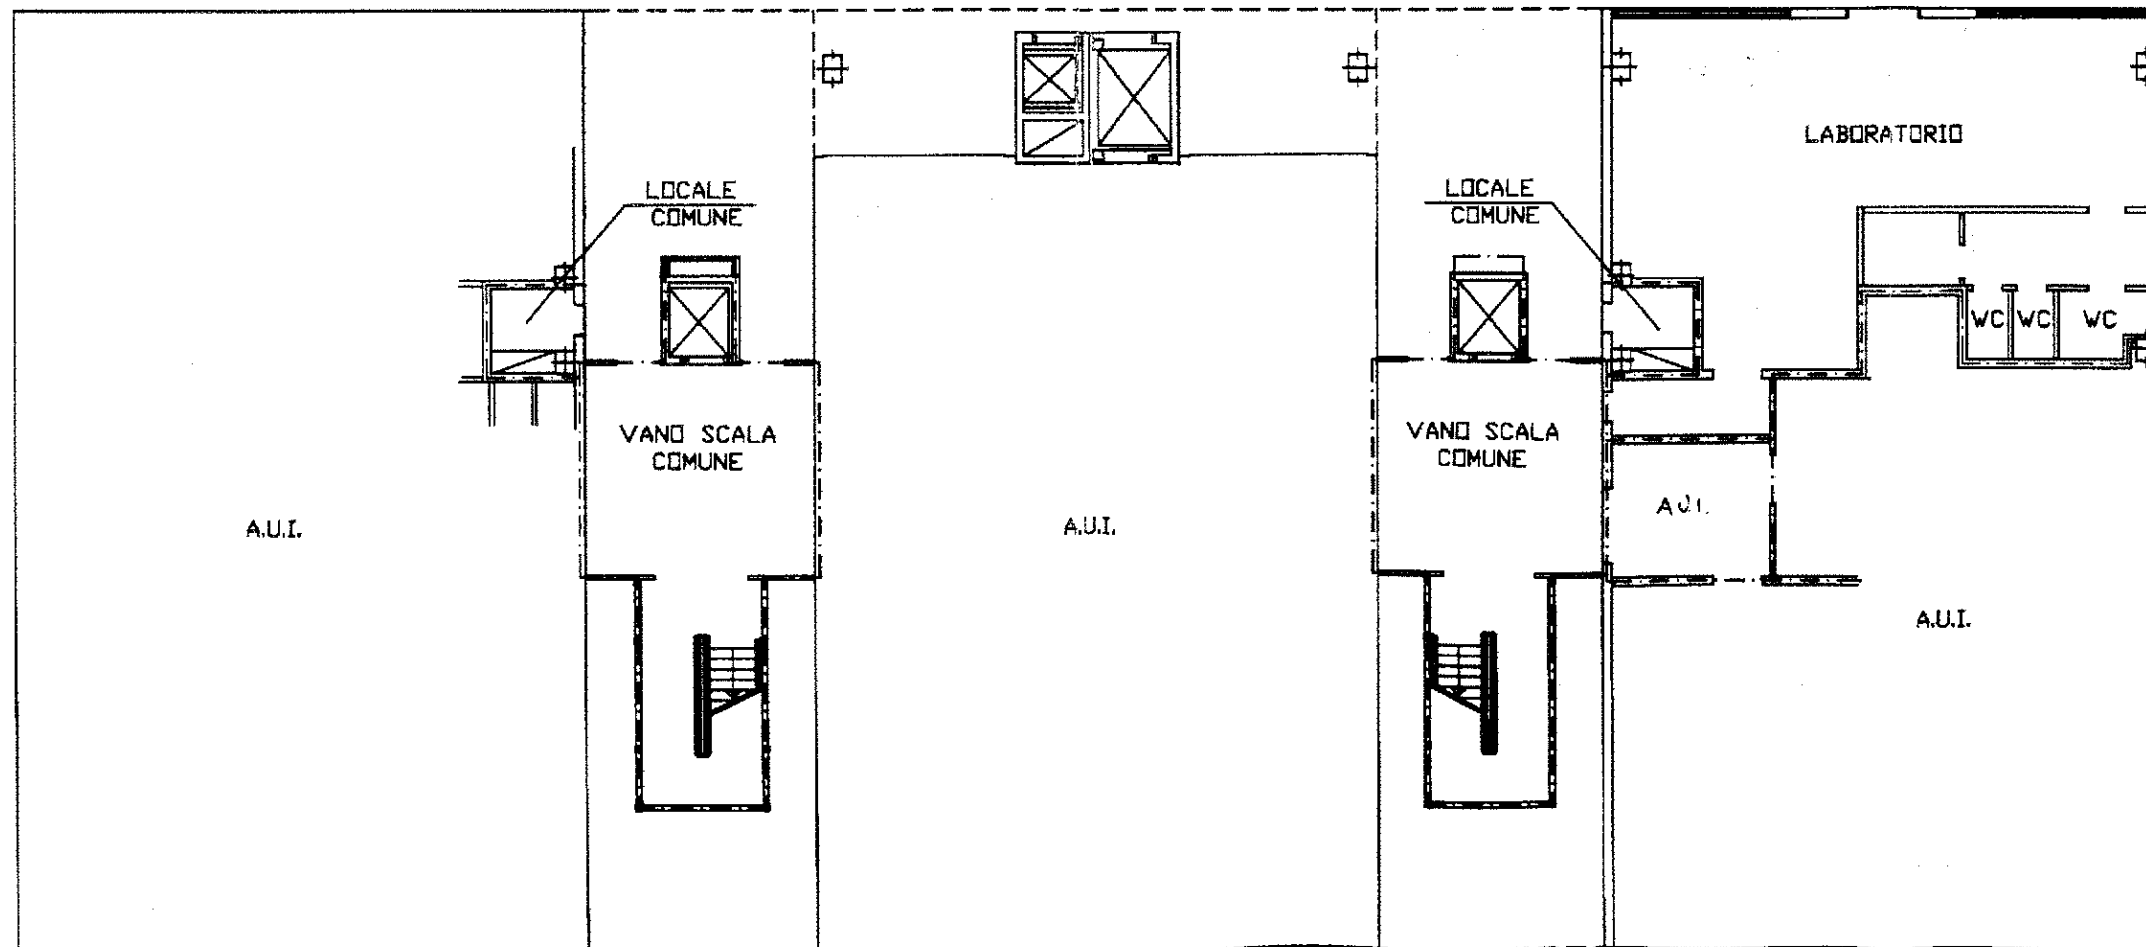 LABORATORIO
LOCALE
COMUNE
LOCALE
COMUNE
WC
WC
WC
VANO SCALA
COMUNE
VANO SCALA
COMUNE
A.U.I.
A.U.I.
A.U.I.
A.U.I.